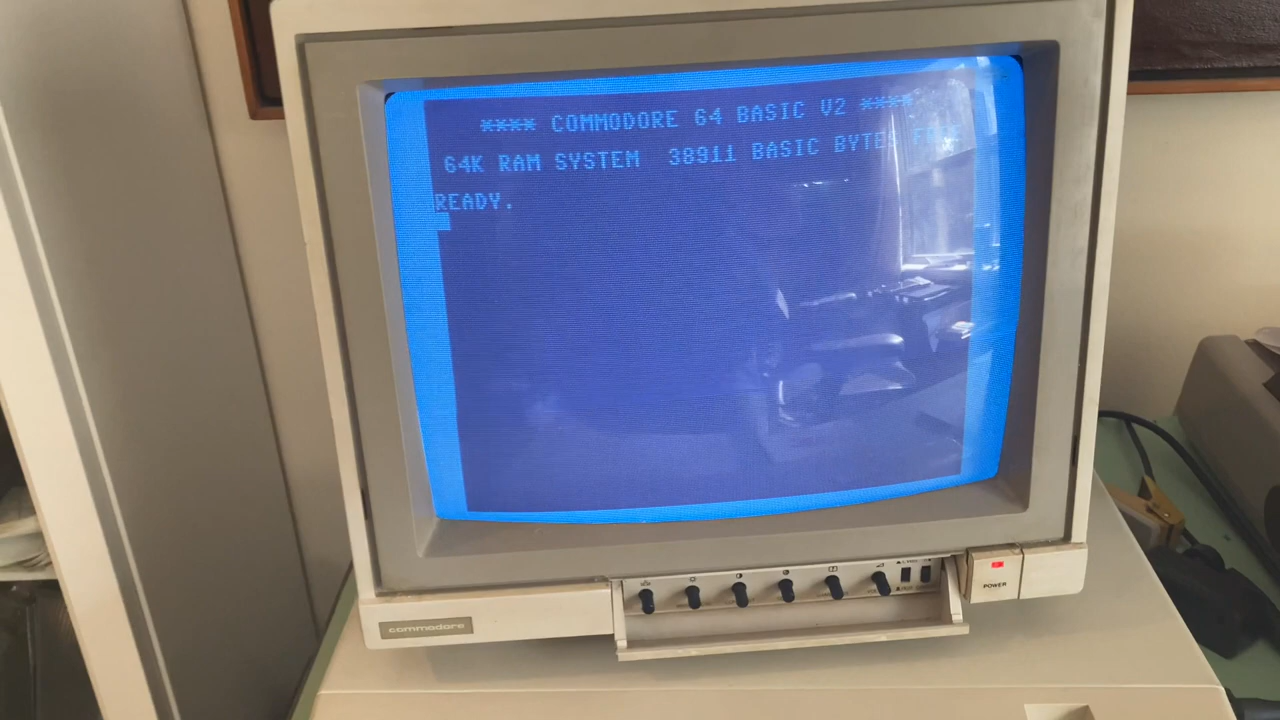 **** COMMODORE 64 BASIC V2 ****
64K RAM SYSTEM  38911 BASIC BYTES FREE
READY.
commodore
POWER